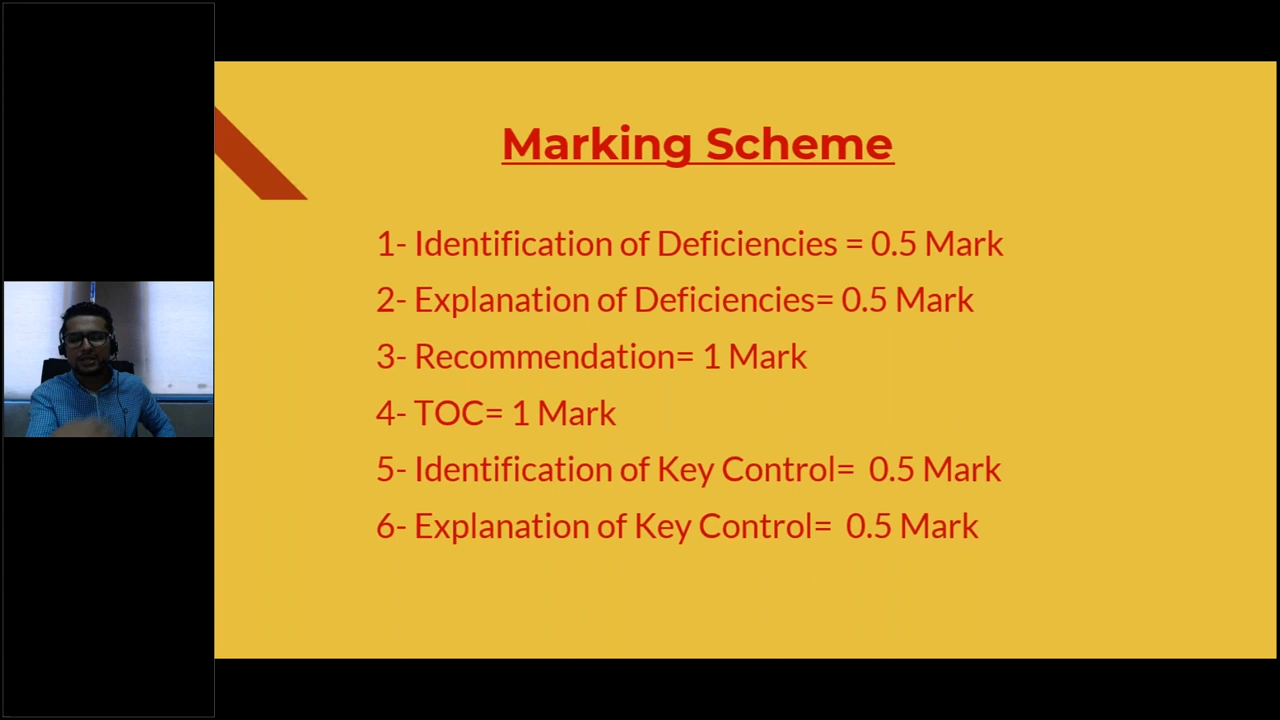 Marking Scheme
1- Identification of Deficiencies = 0.5 Mark
2- Explanation of Deficiencies= 0.5 Mark
3- Recommendation= 1 Mark
4- TOC= 1 Mark
5- Identification of Key Control=  0.5 Mark
6- Explanation of Key Control=  0.5 Mark